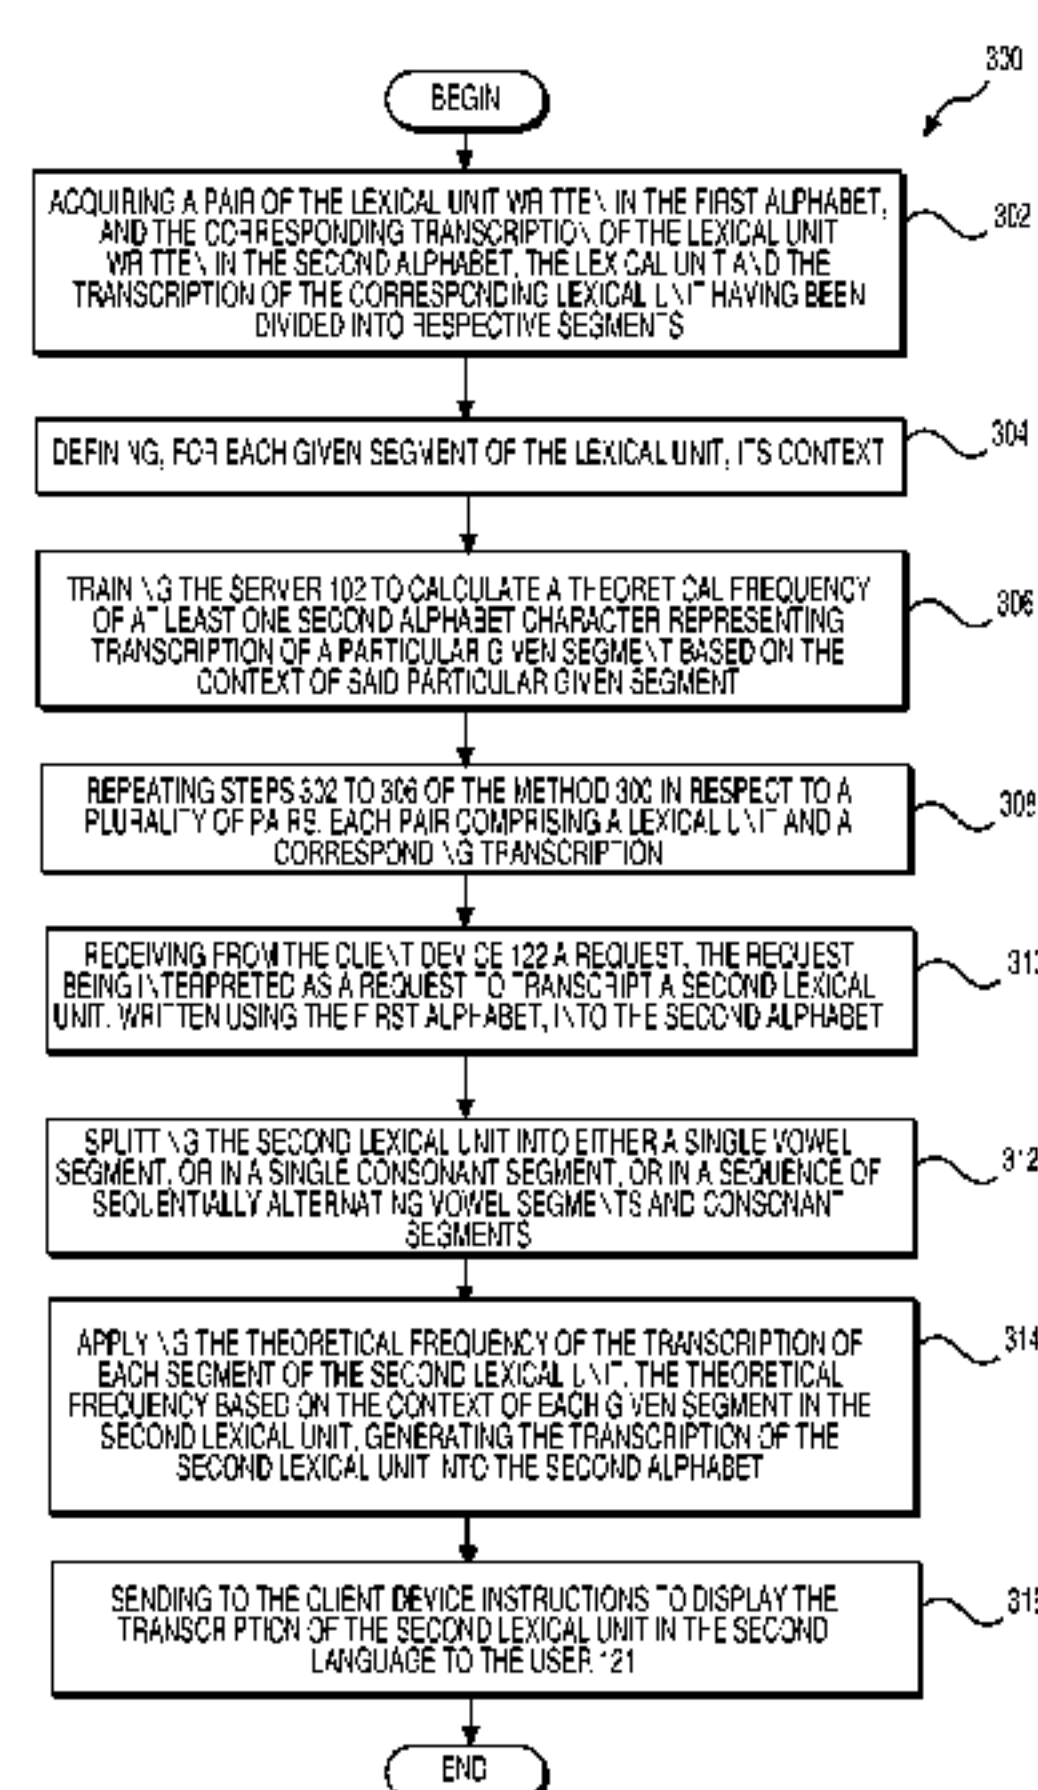 300
BEGIN
ACQUIRING A PAIR OF THE LEXICAL UNIT WRITTEN IN THE FIRST ALPHABET,
AND THE CORRESPONDING TRANSCRIPTION OF THE LEXICAL UNIT
WRITTEN IN THE SECOND ALPHABET, THE LEXICAL UNIT AND THE
TRANSCRIPTION OF THE CORRESPONDING LEXICAL UNIT HAVING BEEN
DIVIDED INTO RESPECTIVE SEGMENTS
302
DEFINING, FOR EACH GIVEN SEGMENT OF THE LEXICAL UNIT, ITS CONTEXT
304
TRAINING THE SERVER 102 TO CALCULATE A THEORETICAL FREQUENCY
OF AT LEAST ONE SECOND ALPHABET CHARACTER REPRESENTING
TRANSCRIPTION OF A PARTICULAR GIVEN SEGMENT BASED ON THE
CONTEXT OF SAID PARTICULAR GIVEN SEGMENT
306
REPEATING STEPS 302 TO 306 OF THE METHOD 300 IN RESPECT TO A
PLURALITY OF PAIRS, EACH PAIR COMPRISING A LEXICAL UNIT AND A
CORRESPONDING TRANSCRIPTION
308
RECEIVING FROM THE CLIENT DEVICE 122 A REQUEST, THE REQUEST
BEING INTERPRETED AS A REQUEST TO TRANSCRIPT A SECOND LEXICAL
UNIT, WRITTEN USING THE FIRST ALPHABET, INTO THE SECOND ALPHABET
310
SPLITTING THE SECOND LEXICAL UNIT INTO EITHER A SINGLE VOWEL
SEGMENT, OR IN A SINGLE CONSONANT SEGMENT, OR IN A SEQUENCE OF
SEQUENTIALLY ALTERNATING VOWEL SEGMENTS AND CONSONANT
SEGMENTS
312
APPLYING THE THEORETICAL FREQUENCY OF THE TRANSCRIPTION OF
EACH SEGMENT OF THE SECOND LEXICAL UNIT, THE THEORETICAL
FREQUENCY BASED ON THE CONTEXT OF EACH GIVEN SEGMENT IN THE
SECOND LEXICAL UNIT, GENERATING THE TRANSCRIPTION OF THE
SECOND LEXICAL UNIT INTO THE SECOND ALPHABET
314
SENDING TO THE CLIENT DEVICE INSTRUCTIONS TO DISPLAY THE
TRANSCRIPTION OF THE SECOND LEXICAL UNIT IN THE SECOND
LANGUAGE TO THE USER 121
END